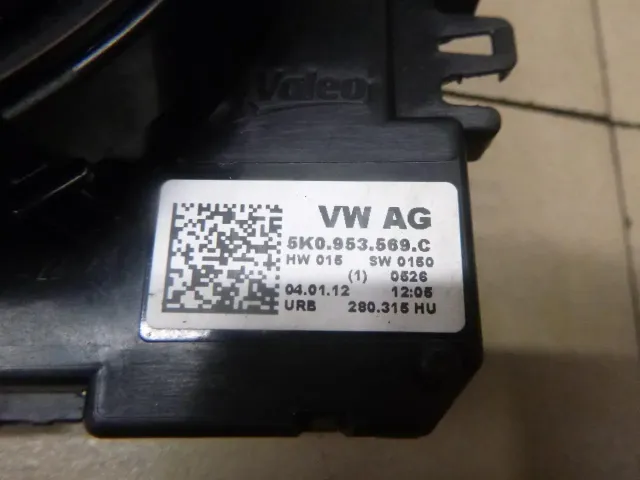 Valeo
VW AG
5K0.953.569.C
HW 015 SW 0150
(1) 0526
04.01.12 12:05
URB 280.315 HU